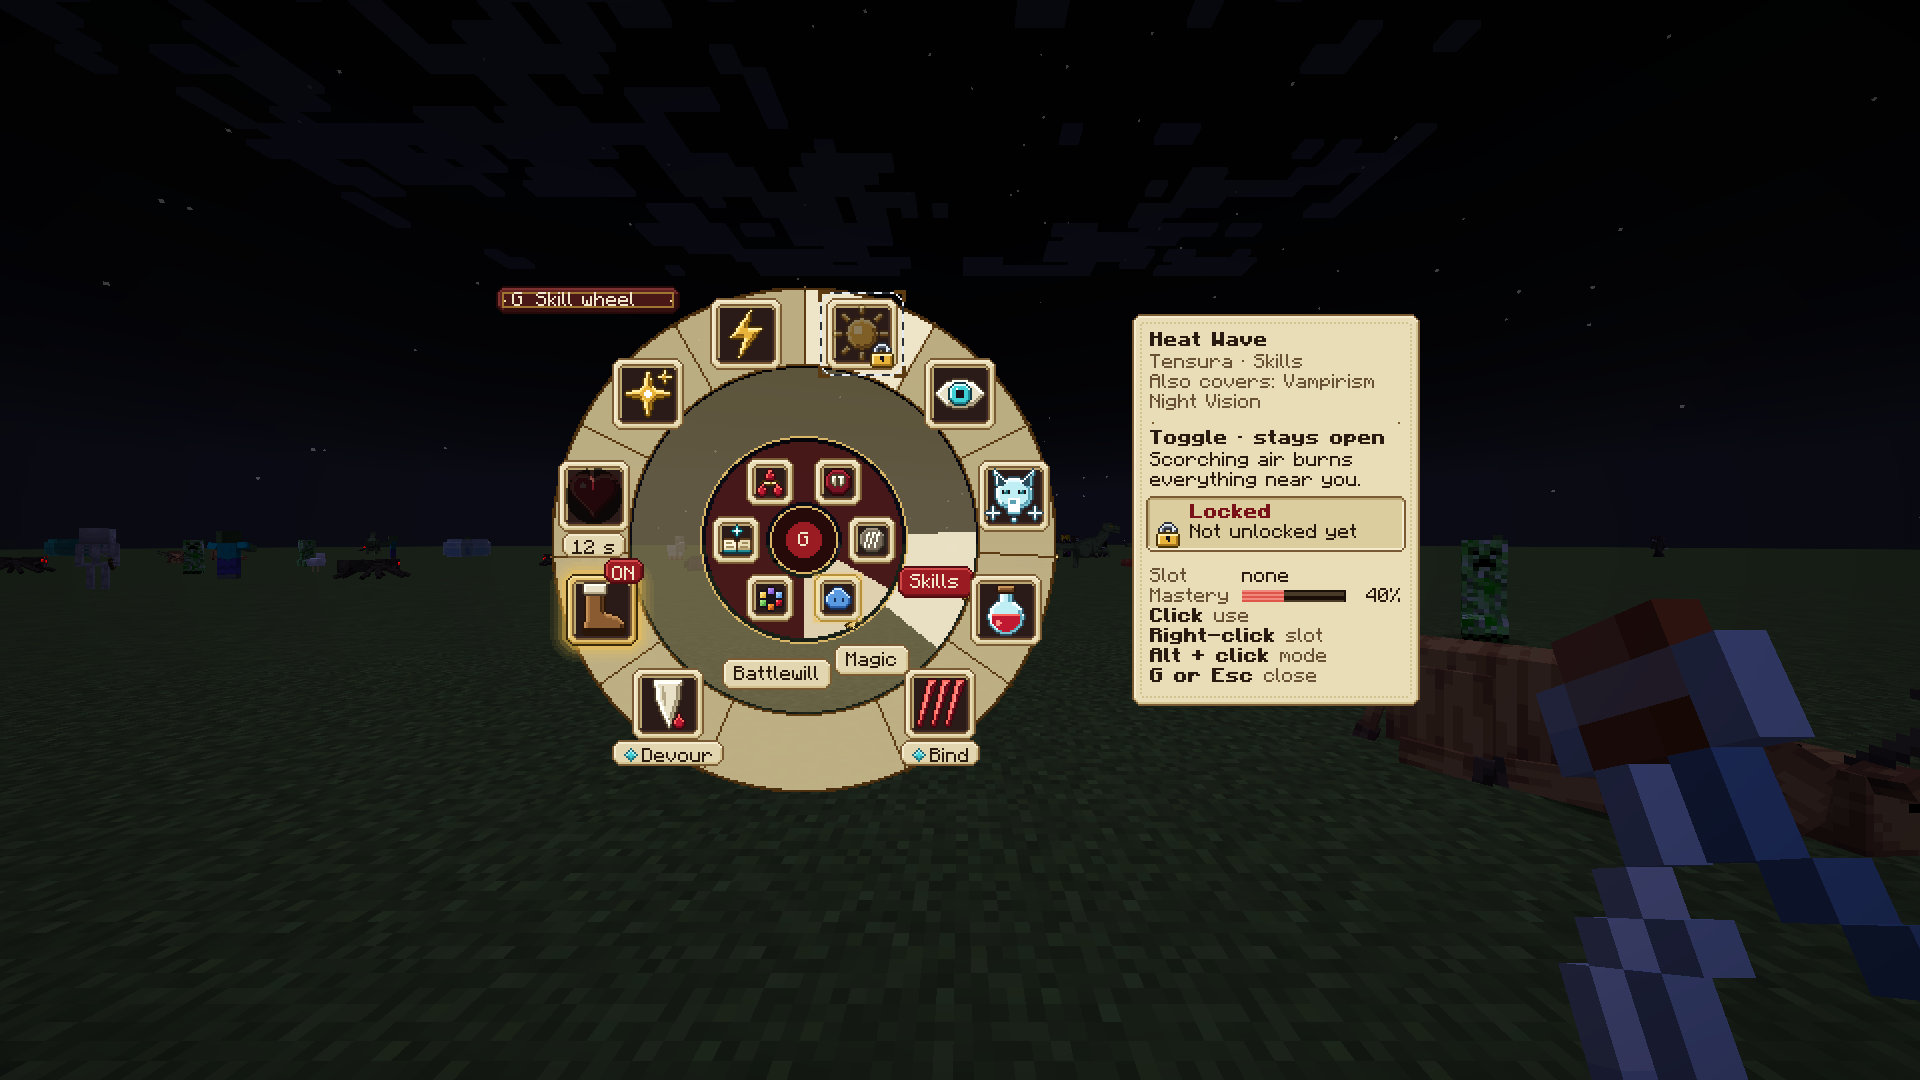 G Skill wheel
12 s
ON
Devour
Battlewill
Magic
Skills
Bind
G
Heat Wave
Tensura · Skills
Also covers: Vampirism
Night Vision
Toggle · stays open
Scorching air burns
everything near you.
Locked
Not unlocked yet
Slot none
Mastery 40%
Click use
Right-click slot
Alt + click mode
G or Esc close